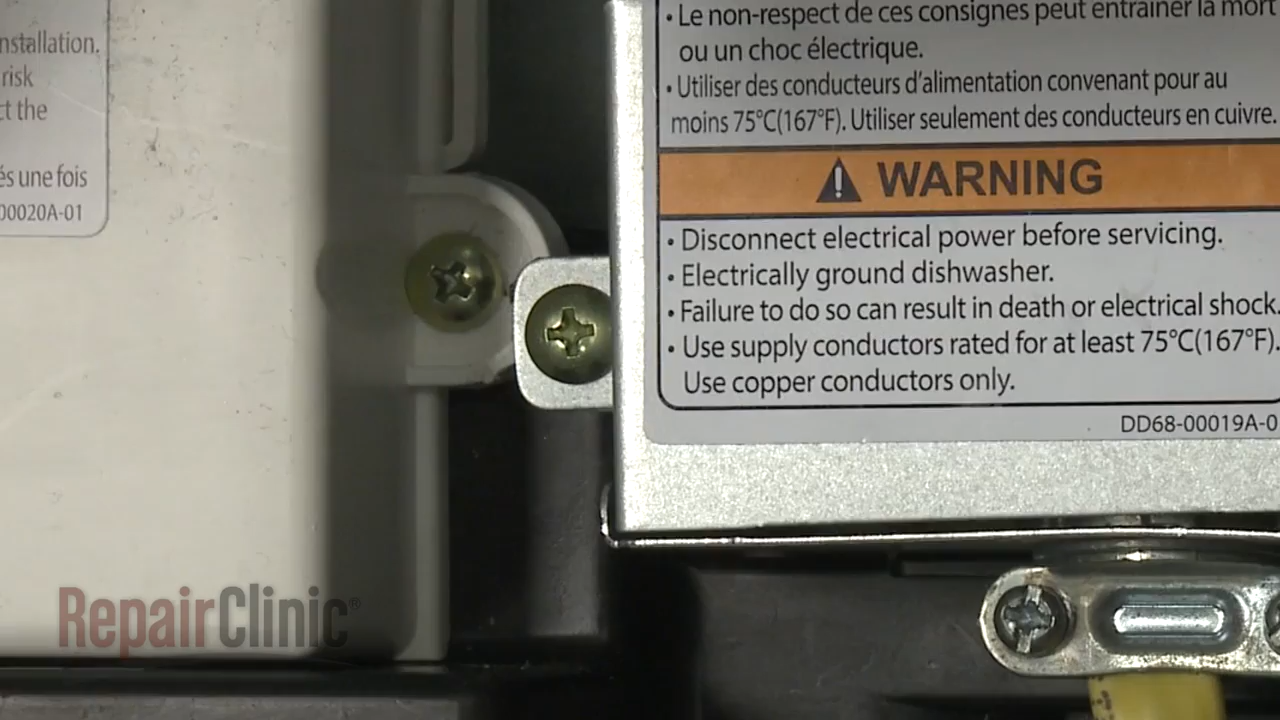 nstallation.
risk
ct the
és une fois
00020A-01
• Le non-respect de ces consignes peut entraîner la mort
ou un choc électrique.
• Utiliser des conducteurs d'alimentation convenant pour au
moins 75°C(167°F). Utiliser seulement des conducteurs en cuivre.
WARNING
• Disconnect electrical power before servicing.
• Electrically ground dishwasher.
• Failure to do so can result in death or electrical shock.
• Use supply conductors rated for at least 75°C(167°F).
Use copper conductors only.
DD68-00019A-0
RepairClinic®